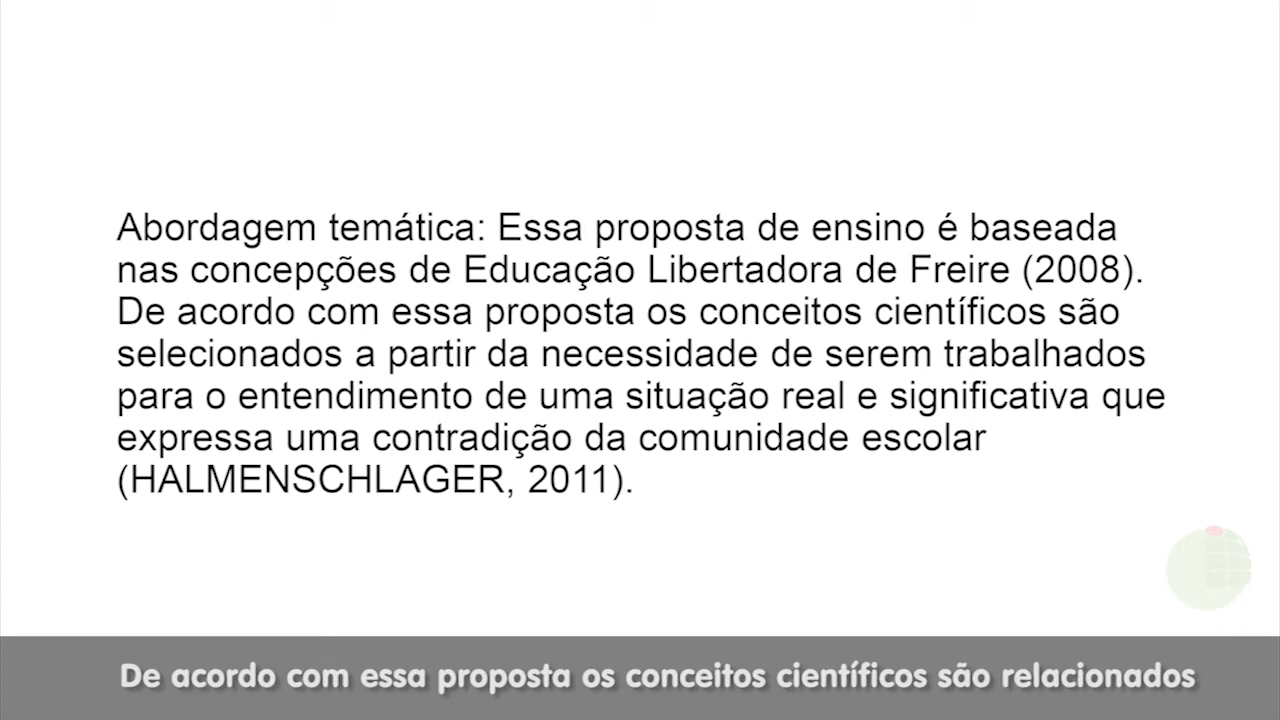 Abordagem temática: Essa proposta de ensino é baseada
nas concepções de Educação Libertadora de Freire (2008).
De acordo com essa proposta os conceitos científicos são
selecionados a partir da necessidade de serem trabalhados
para o entendimento de uma situação real e significativa que
expressa uma contradição da comunidade escolar
(HALMENSCHLAGER, 2011).
De acordo com essa proposta os conceitos científicos são relacionados